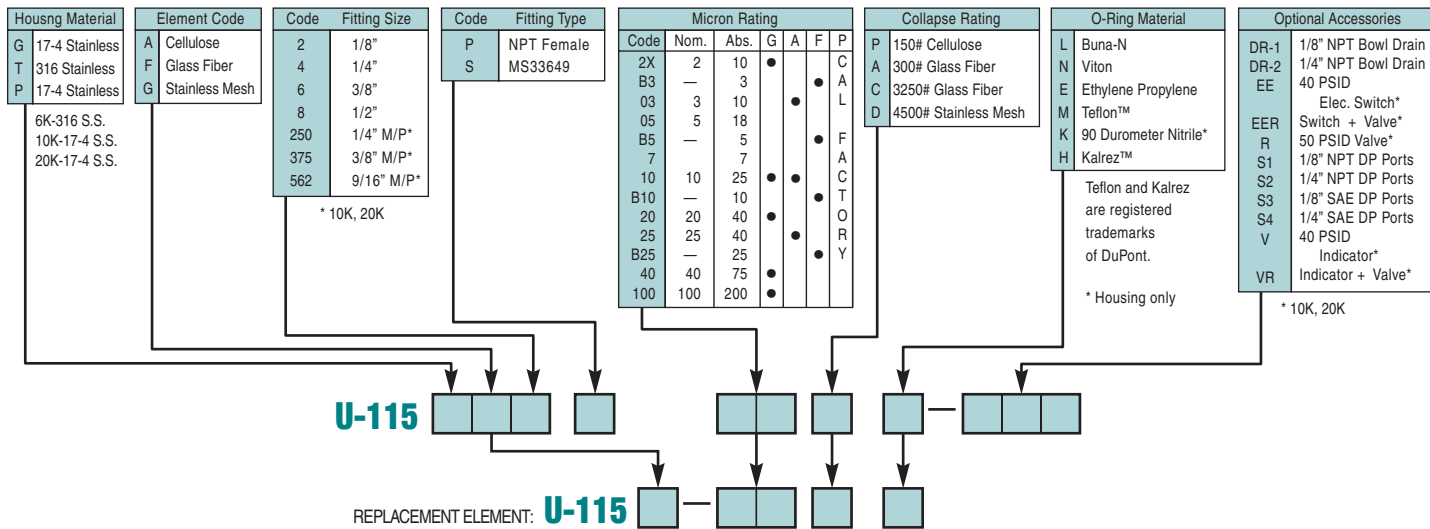 Housng Material
G 17-4 Stainless
T 316 Stainless
P 17-4 Stainless
6K-316 S.S.
10K-17-4 S.S.
20K-17-4 S.S.
Element Code
A Cellulose
F Glass Fiber
G Stainless Mesh
Code Fitting Size
2 1/8”
4 1/4”
6 3/8”
8 1/2”
250 1/4” M/P*
375 3/8” M/P*
562 9/16” M/P*
* 10K, 20K
Code Fitting Type
P NPT Female
S MS33649
Micron Rating
Code Nom. Abs. G A F P
2X 2 10 ● C
B3 — 3 ● A
03 3 10 ● L
05 5 18
B5 — 5 ● F
7 7 A
10 10 25 ● ● C
B10 — 10 ● T
20 20 40 ● O
25 25 40 ● R
B25 — 25 ● Y
40 40 75 ●
100 100 200 ●
Collapse Rating
P 150# Cellulose
A 300# Glass Fiber
C 3250# Glass Fiber
D 4500# Stainless Mesh
O-Ring Material
L Buna-N
N Viton
E Ethylene Propylene
M Teflon™
K 90 Durometer Nitrile*
H Kalrez™
Teflon and Kalrez
are registered
trademarks
of DuPont.
* Housing only
Optional Accessories
DR-1 1/8” NPT Bowl Drain
DR-2 1/4” NPT Bowl Drain
EE 40 PSID
Elec. Switch*
EER Switch + Valve*
R 50 PSID Valve*
S1 1/8” NPT DP Ports
S2 1/4” NPT DP Ports
S3 1/8” SAE DP Ports
S4 1/4” SAE DP Ports
V 40 PSID
Indicator*
VR Indicator + Valve*
* 10K, 20K
U-115 —
REPLACEMENT ELEMENT: U-115 —